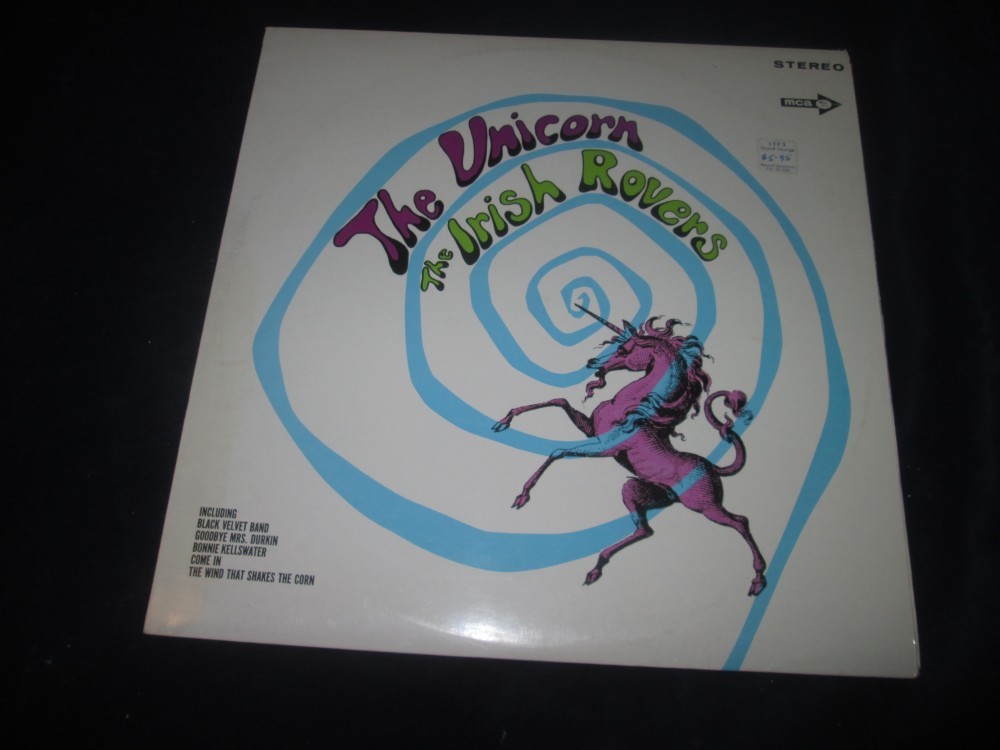 STEREO
mca
The Unicorn
The Irish Rovers
$5.95
INCLUDING
BLACK VELVET BAND
GOODBYE MRS. DURKIN
BONNIE KELLSWATER
COME IN
THE WIND THAT SHAKES THE CORN